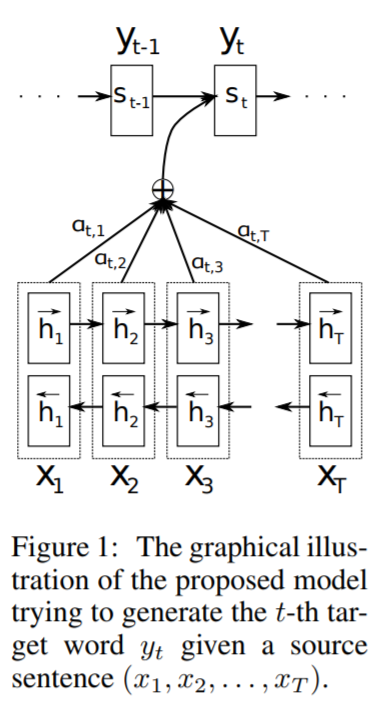 yt-1 yt
. . . St-1 St . . .
at,1 at,2 at,3 at,T
→h1 →h2 →h3 →hT
←h1 ←h2 ←h3 ←hT
X1 X2 X3 XT
Figure 1: The graphical illus-
tration of the proposed model
trying to generate the t-th tar-
get word yt given a source
sentence (x1, x2, . . . , xT).